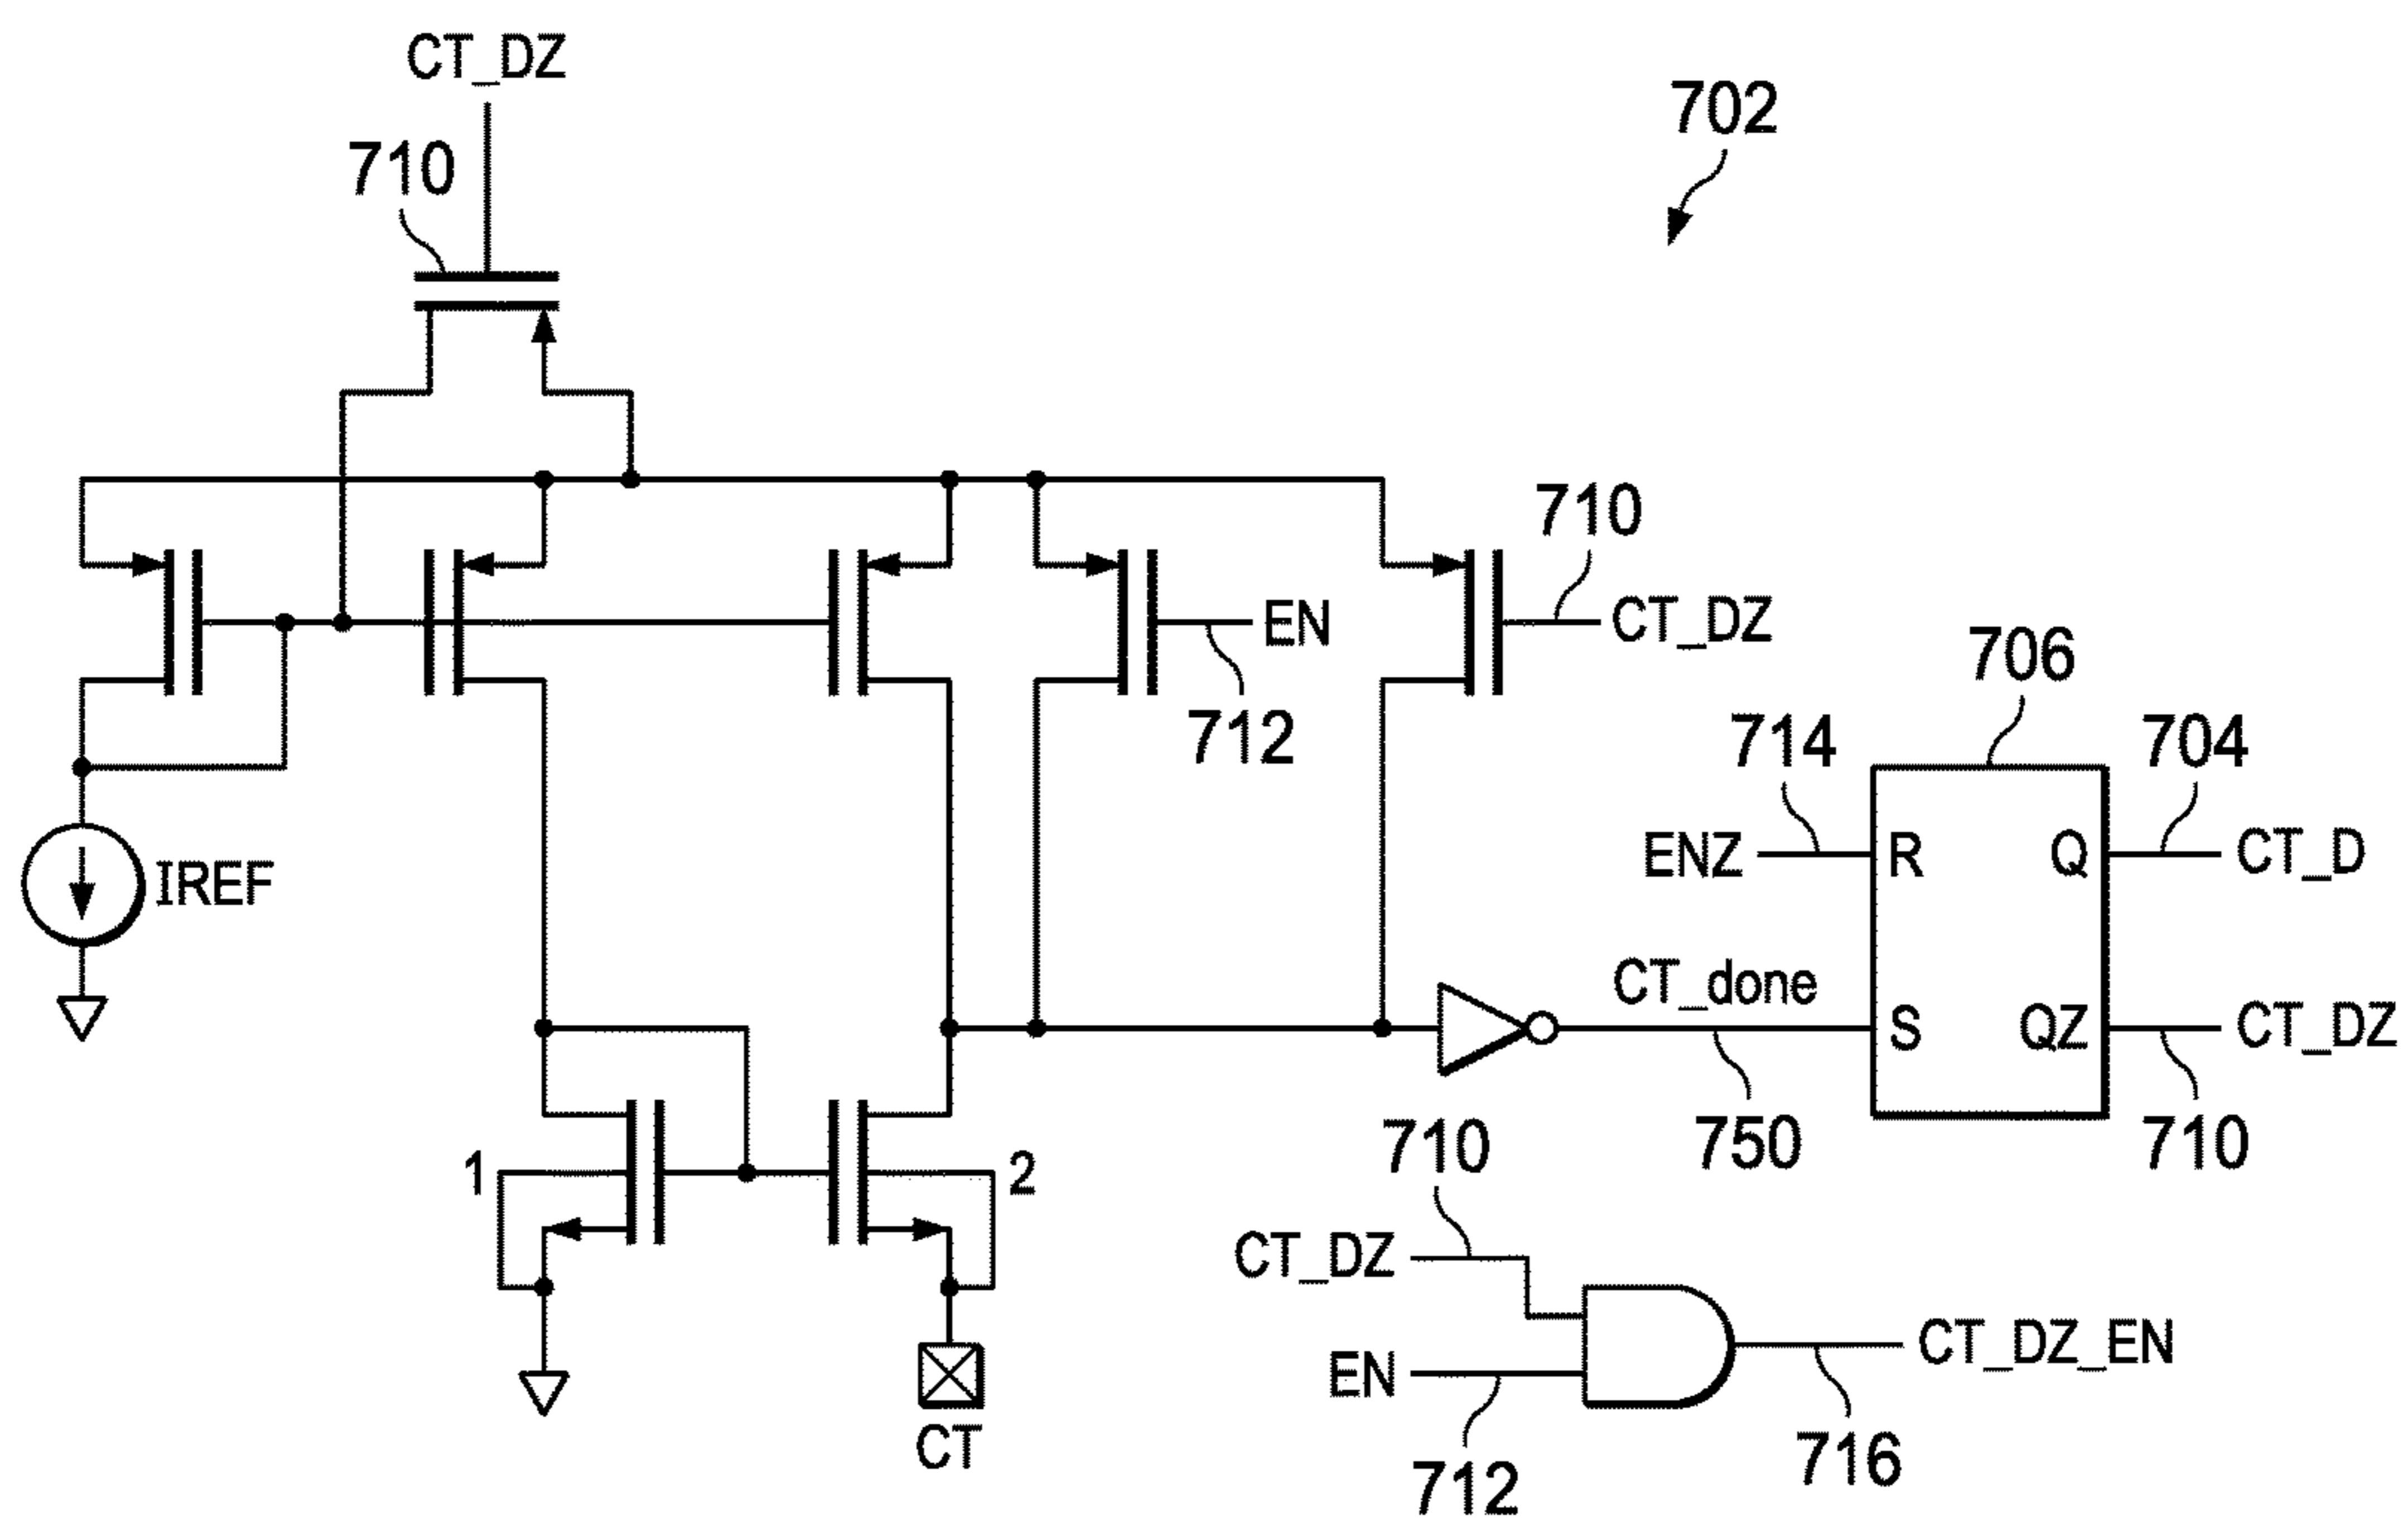 CT_DZ
710
702
710
EN
CT_DZ
712
706
714
704
IREF
ENZ
R
Q
CT_D
CT_done
S
QZ
CT_DZ
750
710
1
2
710
CT_DZ
EN
CT_DZ_EN
CT
712
716